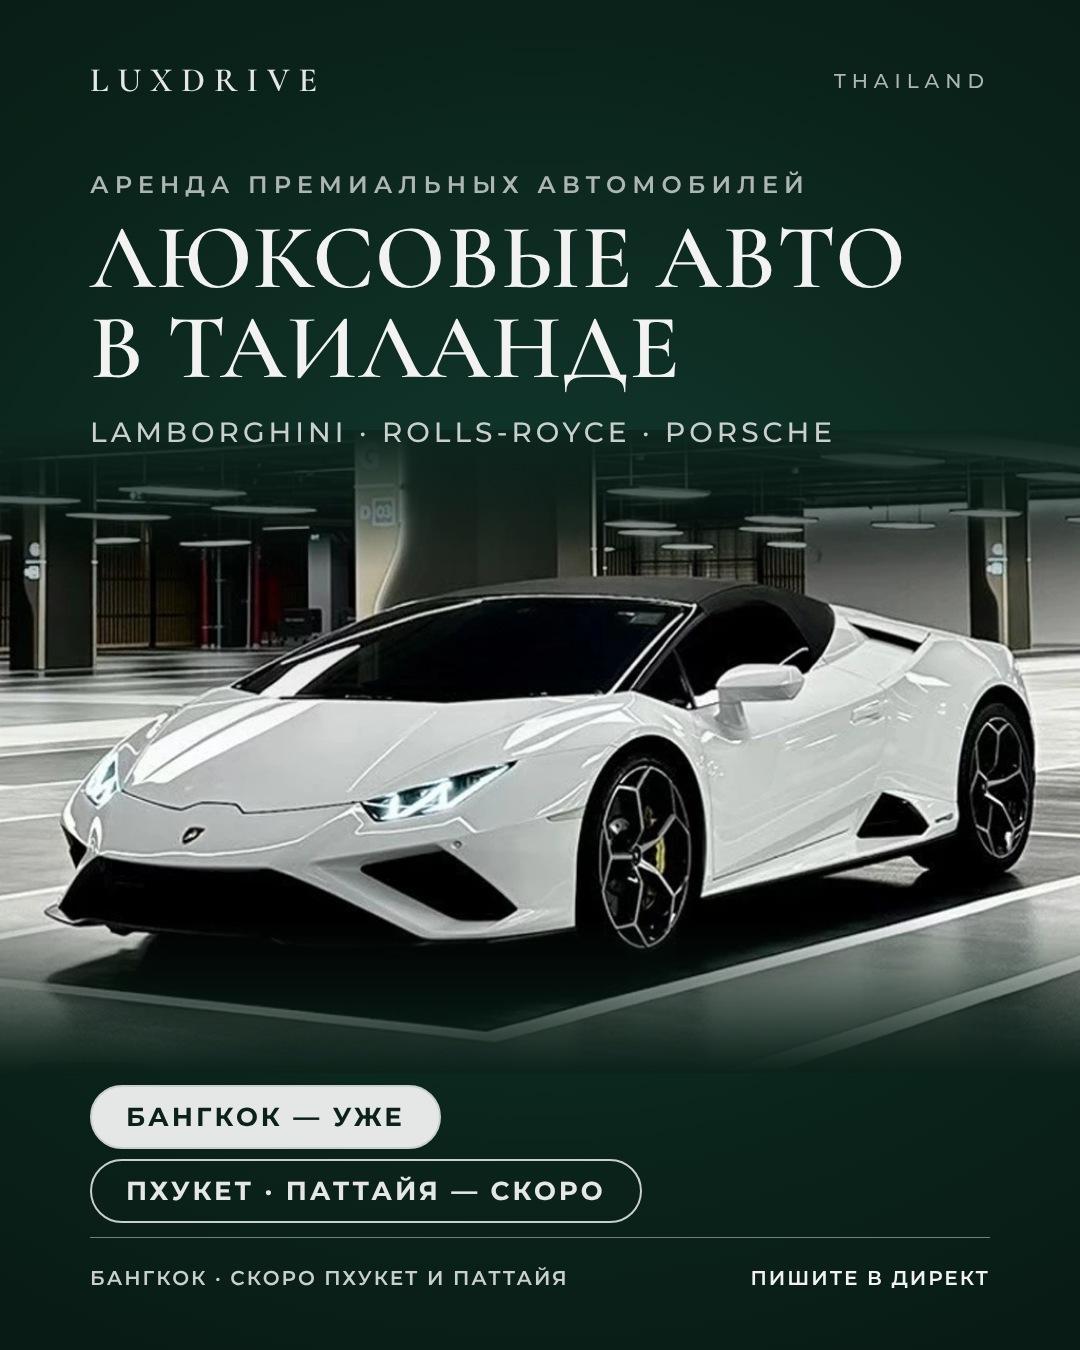 LUXDRIVE
THAILAND
АРЕНДА ПРЕМИАЛЬНЫХ АВТОМОБИЛЕЙ
ЛЮКСОВЫЕ АВТО
В ТАИЛАНДЕ
LAMBORGHINI · ROLLS-ROYCE · PORSCHE
G
D 03
БАНГКОК — УЖЕ
ПХУКЕТ · ПАТТАЙЯ — СКОРО
БАНГКОК · СКОРО ПХУКЕТ И ПАТТАЙЯ
ПИШИТЕ В ДИРЕКТ